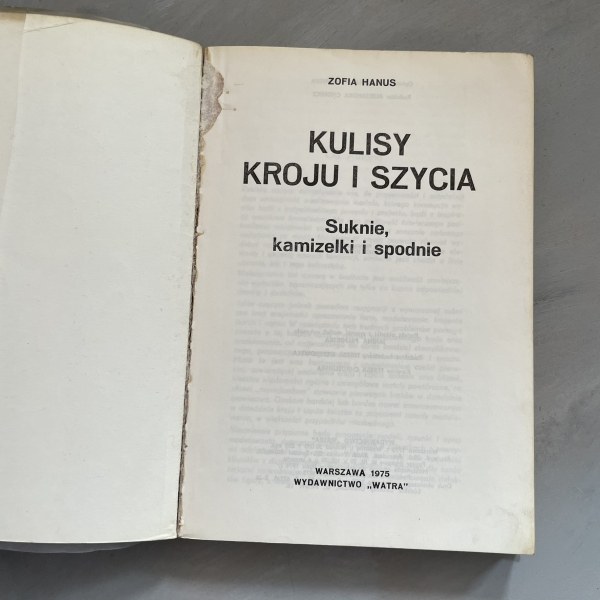 ZOFIA HANUS
KULISY
KROJU I SZYCIA
Suknie,
kamizelki i spodnie
WARSZAWA 1975
WYDAWNICTWO „WATRA"